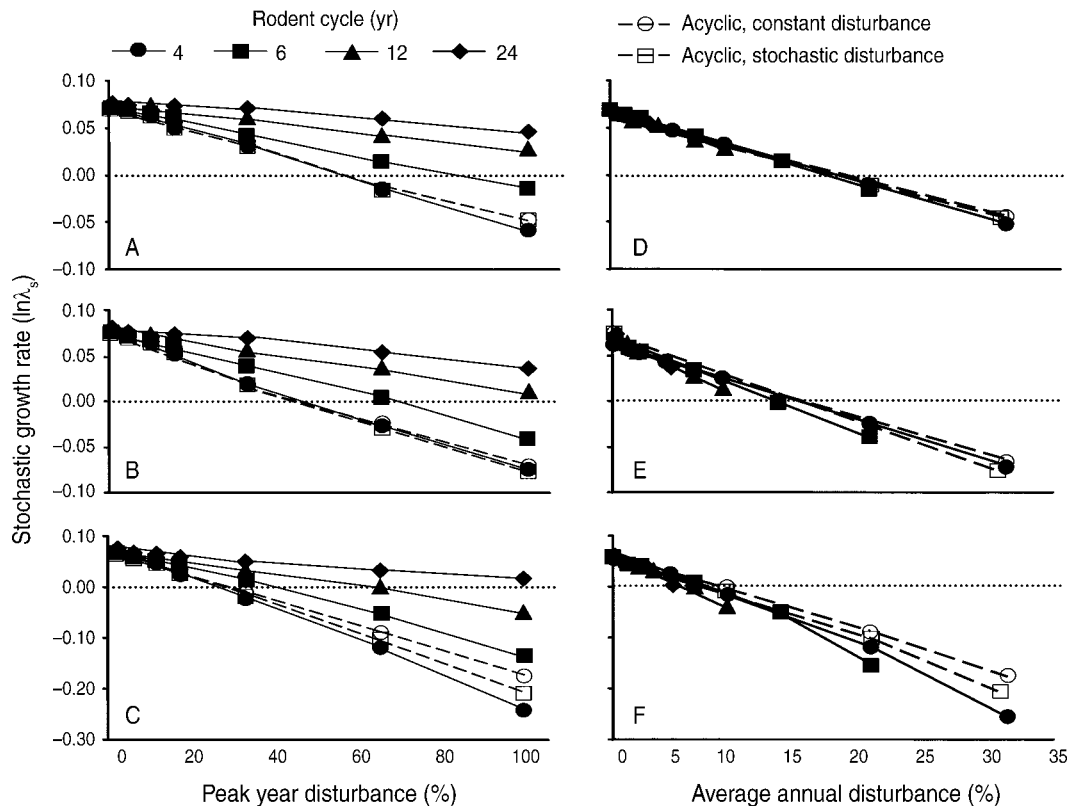 Rodent cycle (yr)
4 6 12 24
Acyclic, constant disturbance
Acyclic, stochastic disturbance
Stochastic growth rate (lnλs)
0.10
0.05
0.00
−0.05
−0.10
A
D
0.10
0.05
0.00
−0.05
−0.10
B
E
0.10
0.00
−0.10
−0.20
−0.30
C
F
0 20 40 60 80 100
0 5 10 15 20 25 30 35
Peak year disturbance (%)
Average annual disturbance (%)